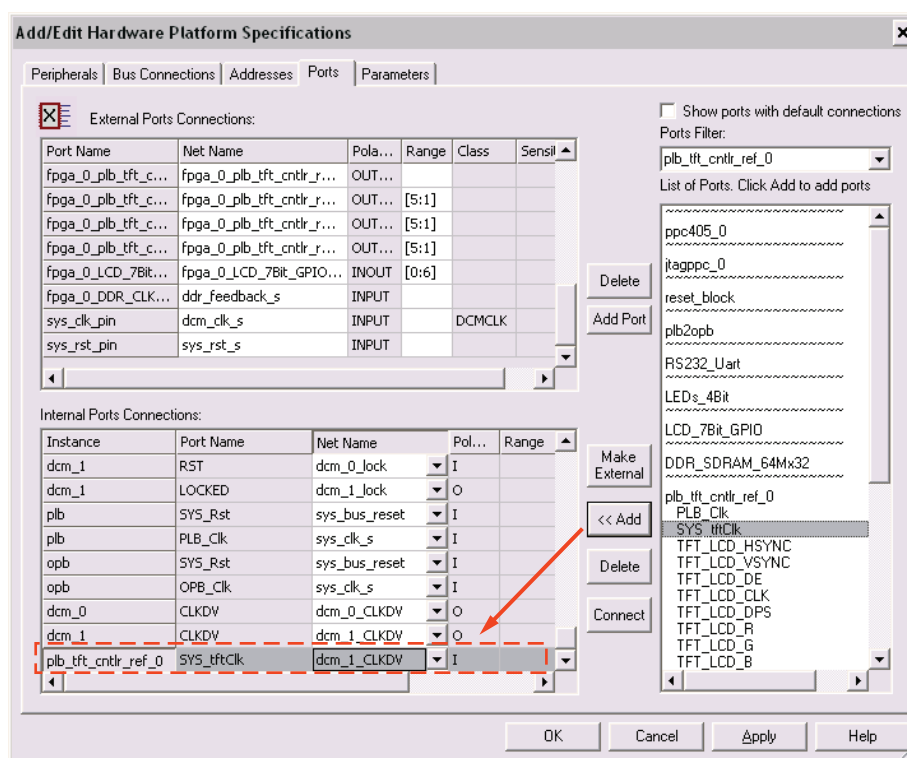 Add/Edit Hardware Platform Specifications
Peripherals Bus Connections Addresses Ports Parameters
External Ports Connections:
Port Name Net Name Pola... Range Class Sensi
fpga_0_plb_tft_c... fpga_0_plb_tft_cntlr_r... OUT...
fpga_0_plb_tft_c... fpga_0_plb_tft_cntlr_r... OUT... [5:1]
fpga_0_plb_tft_c... fpga_0_plb_tft_cntlr_r... OUT... [5:1]
fpga_0_plb_tft_c... fpga_0_plb_tft_cntlr_r... OUT... [5:1]
fpga_0_LCD_7Bit... fpga_0_LCD_7Bit_GPIO... INOUT [0:6]
fpga_0_DDR_CLK... ddr_feedback_s INPUT
sys_clk_pin dcm_clk_s INPUT DCMCLK
sys_rst_pin sys_rst_s INPUT
Delete
Add Port
Internal Ports Connections:
Instance Port Name Net Name Pol... Range
dcm_1 RST dcm_0_lock I
dcm_1 LOCKED dcm_1_lock O
plb SYS_Rst sys_bus_reset I
plb PLB_Clk sys_clk_s I
opb SYS_Rst sys_bus_reset I
opb OPB_Clk sys_clk_s I
dcm_0 CLKDV dcm_0_CLKDV O
dcm_1 CLKDV dcm_1_CLKDV O
plb_tft_cntlr_ref_0 SYS_tftClk dcm_1_CLKDV I
Make
External
<< Add
Delete
Connect
Show ports with default connections
Ports Filter:
plb_tft_cntlr_ref_0
List of Ports. Click Add to add ports
~~~~~~~~~~~~~~~~~~~~
ppc405_0
~~~~~~~~~~~~~~~~~~~~
jtagppc_0
~~~~~~~~~~~~~~~~~~~~
reset_block
~~~~~~~~~~~~~~~~~~~~
plb2opb
~~~~~~~~~~~~~~~~~~~~
RS232_Uart
~~~~~~~~~~~~~~~~~~~~
LEDs_4Bit
~~~~~~~~~~~~~~~~~~~~
LCD_7Bit_GPIO
~~~~~~~~~~~~~~~~~~~~
DDR_SDRAM_64Mx32
~~~~~~~~~~~~~~~~~~~~
plb_tft_cntlr_ref_0
PLB_Clk
SYS_tftClk
TFT_LCD_HSYNC
TFT_LCD_VSYNC
TFT_LCD_DE
TFT_LCD_CLK
TFT_LCD_DPS
TFT_LCD_R
TFT_LCD_G
TFT_LCD_B
OK Cancel Apply Help